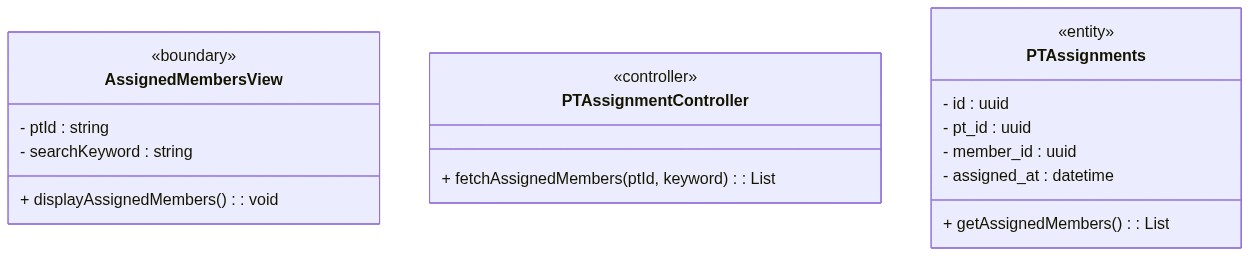 «boundary»
AssignedMembersView
- ptId : string
- searchKeyword : string
+ displayAssignedMembers() : : void
«controller»
PTAssignmentController
+ fetchAssignedMembers(ptId, keyword) : : List
«entity»
PTAssignments
- id : uuid
- pt_id : uuid
- member_id : uuid
- assigned_at : datetime
+ getAssignedMembers() : : List